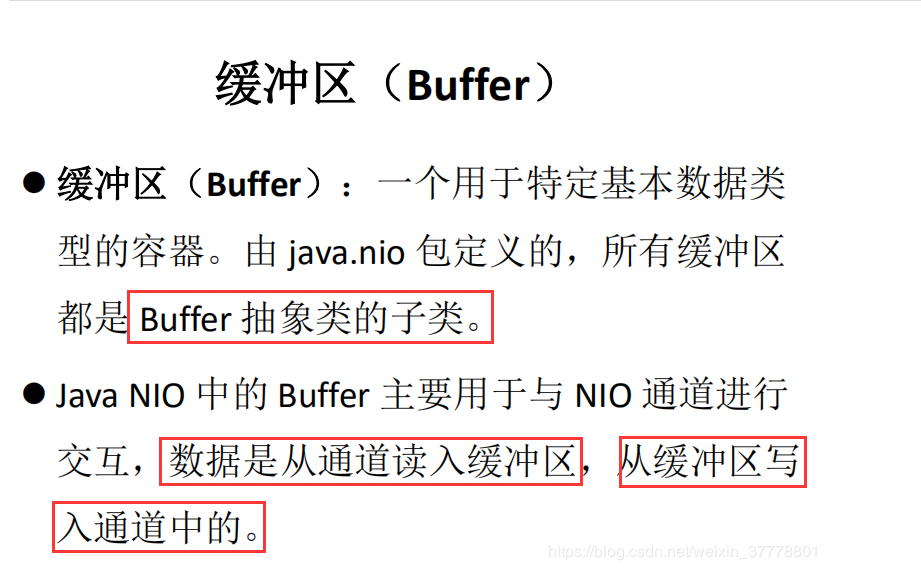 缓冲区（Buffer）
● 缓冲区（Buffer）：一个用于特定基本数据类
型的容器。由 java.nio 包定义的，所有缓冲区
都是 Buffer 抽象类的子类。
● Java NIO 中的 Buffer 主要用于与 NIO 通道进行
交互，数据是从通道读入缓冲区，从缓冲区写
入通道中的。
https://blog.csdn.net/weixin_37778801